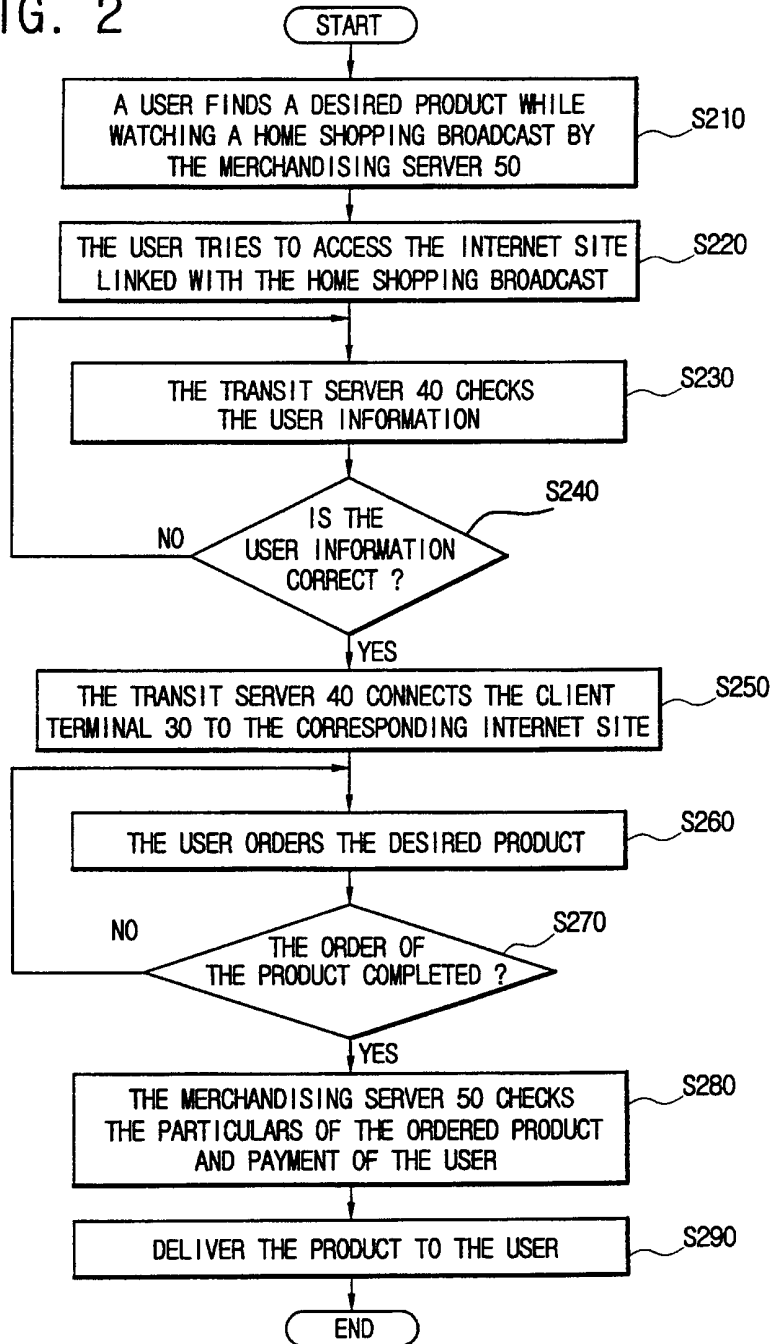 IG. 2
START
A USER FINDS A DESIRED PRODUCT WHILE
WATCHING A HOME SHOPPING BROADCAST BY
THE MERCHANDISING SERVER 50
S210
THE USER TRIES TO ACCESS THE INTERNET SITE
LINKED WITH THE HOME SHOPPING BROADCAST
S220
THE TRANSIT SERVER 40 CHECKS
THE USER INFORMATION
S230
IS THE
USER INFORMATION
CORRECT ?
S240
NO
YES
THE TRANSIT SERVER 40 CONNECTS THE CLIENT
TERMINAL 30 TO THE CORRESPONDING INTERNET SITE
S250
THE USER ORDERS THE DESIRED PRODUCT
S260
THE ORDER OF
THE PRODUCT COMPLETED ?
S270
NO
YES
THE MERCHANDISING SERVER 50 CHECKS
THE PARTICULARS OF THE ORDERED PRODUCT
AND PAYMENT OF THE USER
S280
DELIVER THE PRODUCT TO THE USER
S290
END